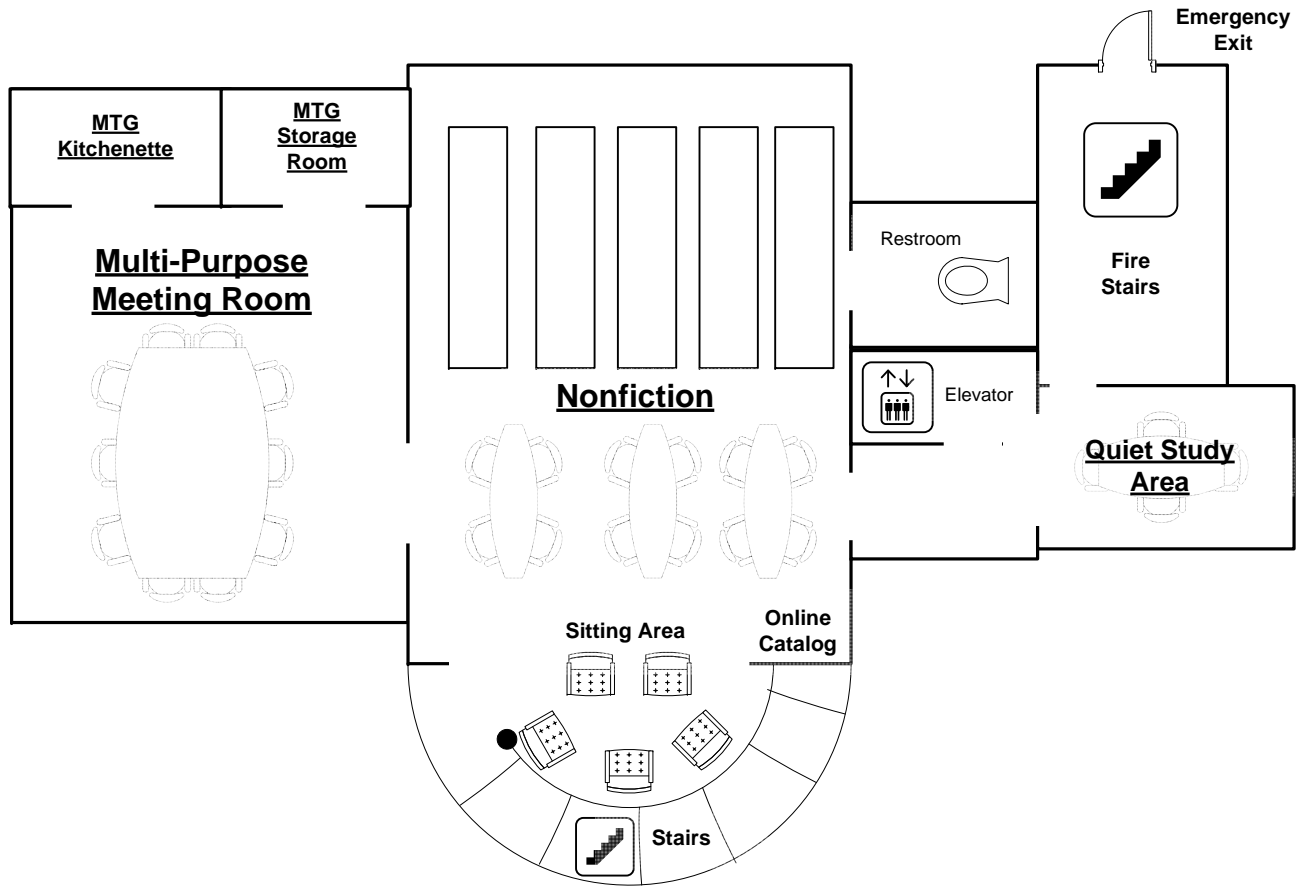 Emergency
Exit
MTG
Kitchenette
MTG
Storage
Room
Multi-Purpose
Meeting Room
Restroom
Fire
Stairs
Nonfiction
Elevator
Quiet Study
Area
Sitting Area
Online
Catalog
Stairs